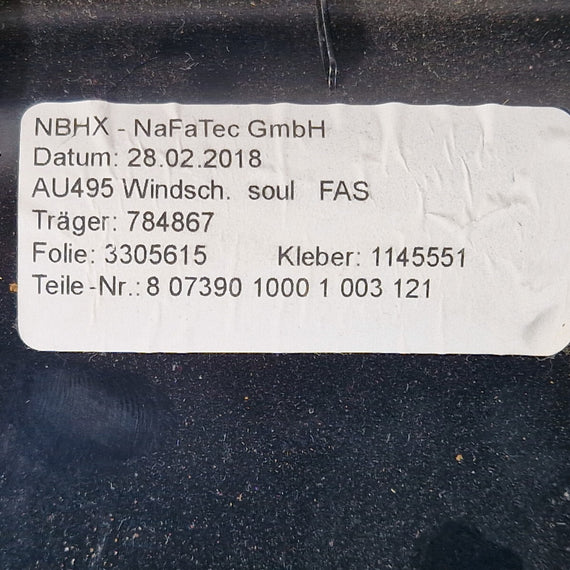 NBHX - NaFaTec GmbH
Datum: 28.02.2018
AU495 Windsch. soul FAS
Träger: 784867
Folie: 3305615 Kleber: 1145551
Teile-Nr.: 8 07390 1000 1 003 121